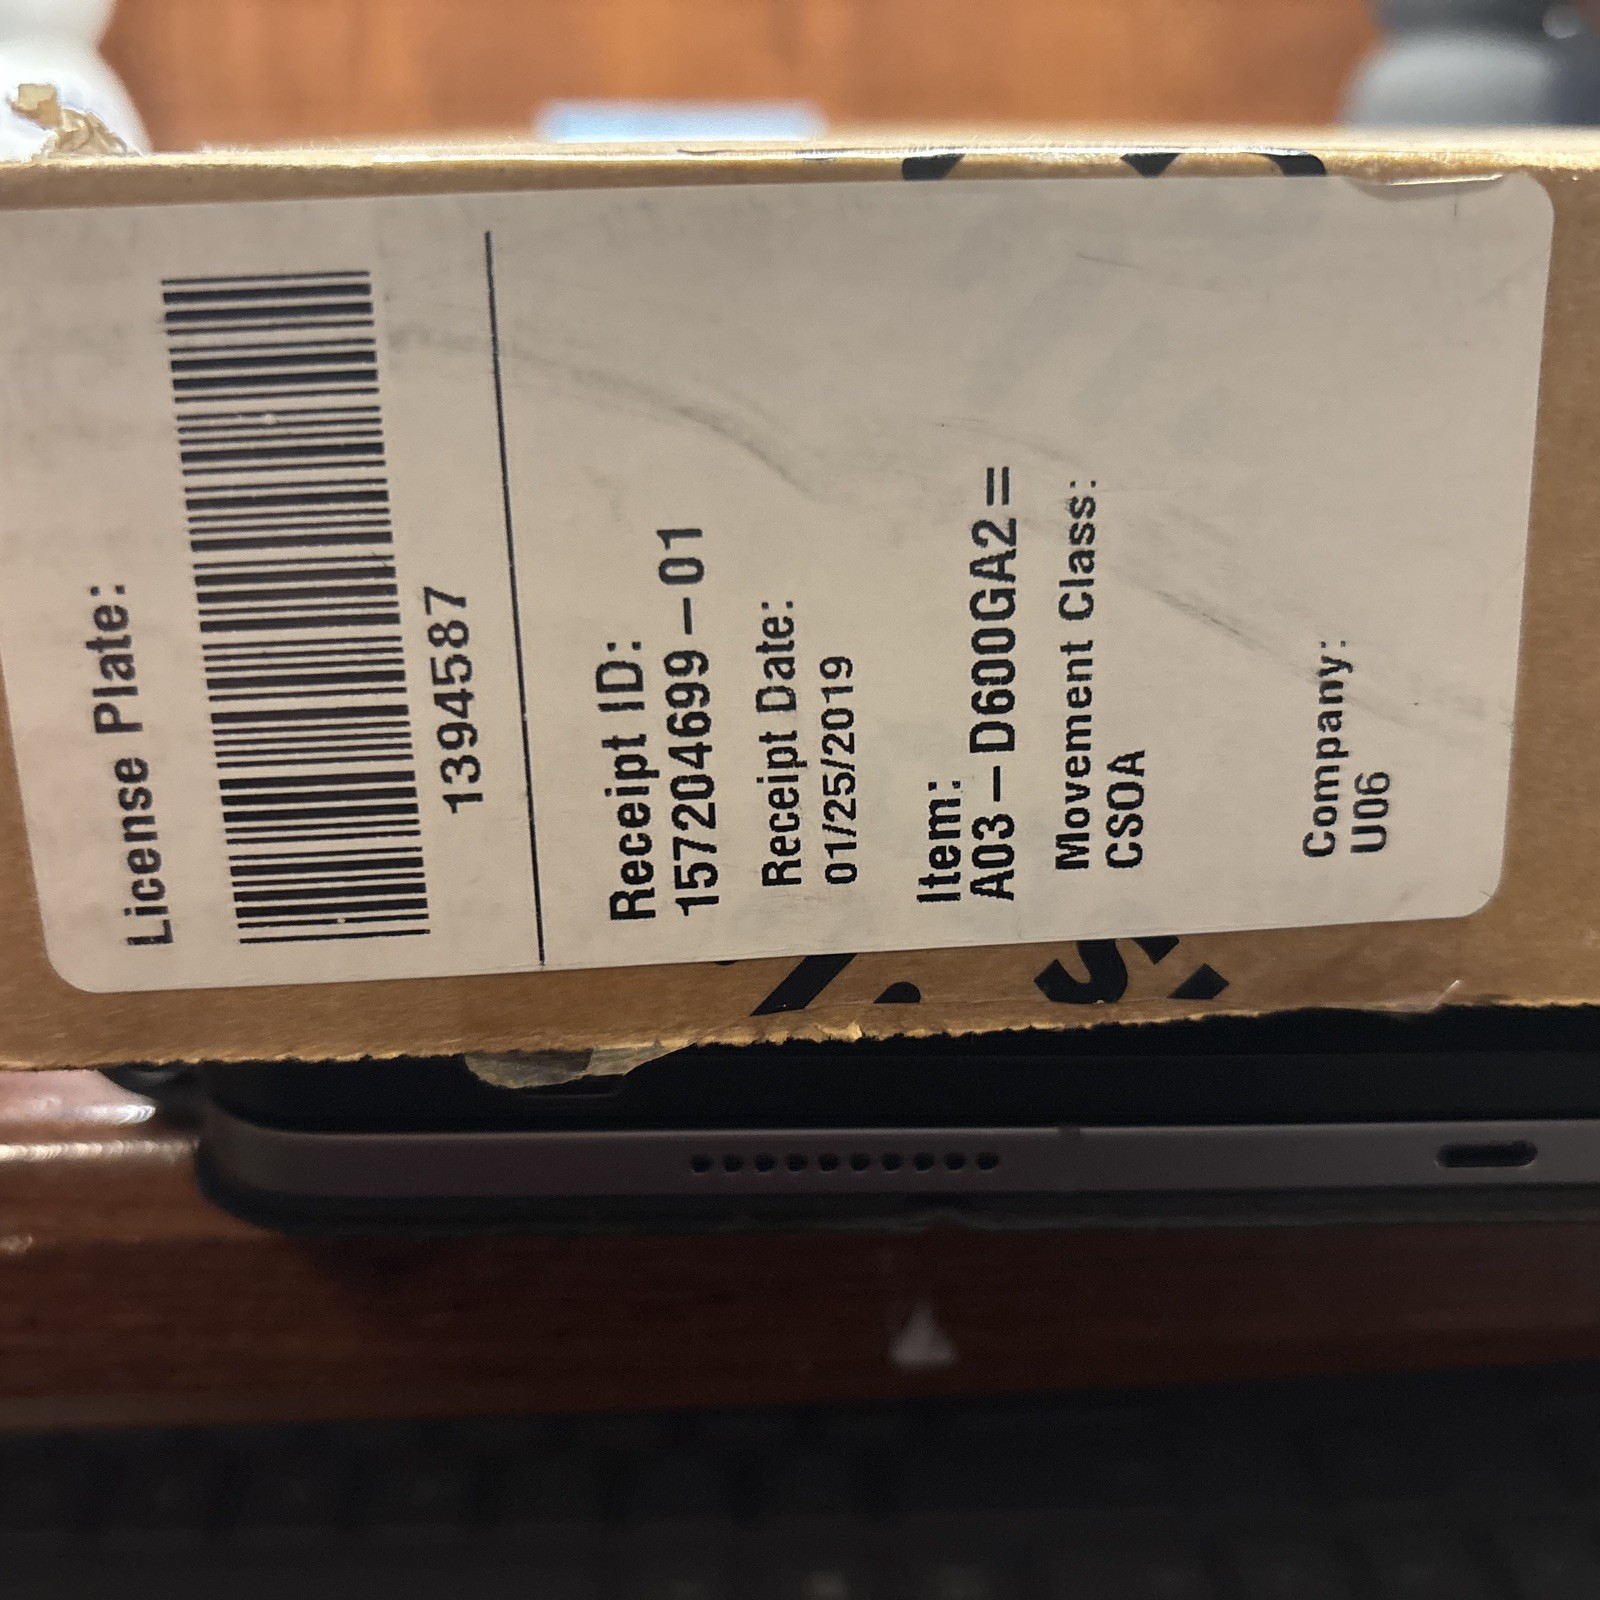 License Plate:
1394587
Receipt ID:
157204699-01
Receipt Date:
01/25/2019
Item:
A03-D600GA2=
Movement Class:
CSOA
Company:
U06